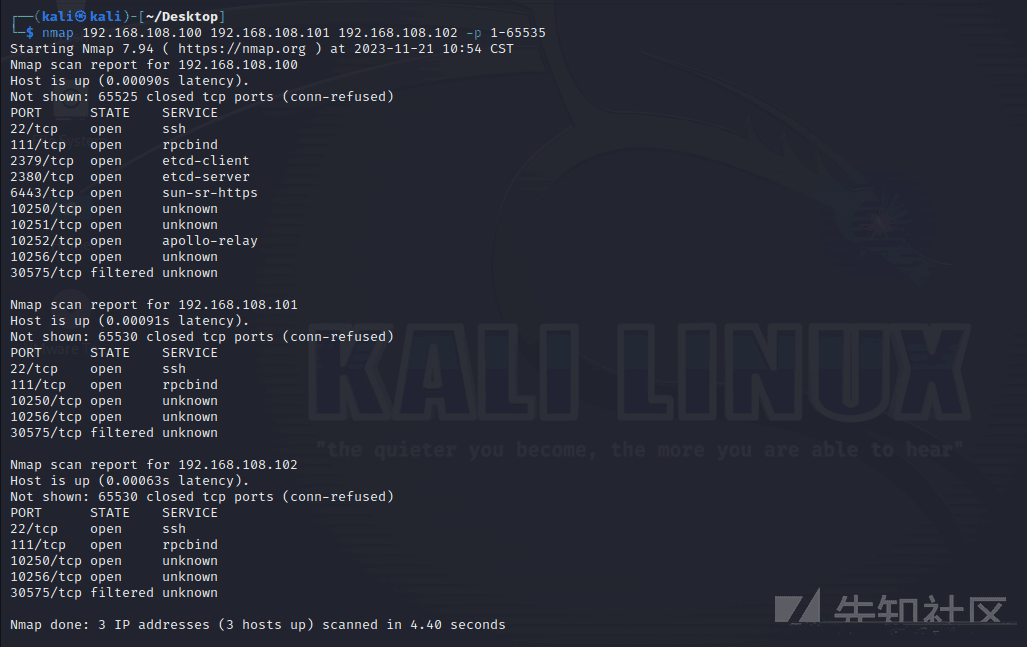 ┌──(kali㉿kali)-[~/Desktop]
└─$ nmap 192.168.108.100 192.168.108.101 192.168.108.102 -p 1-65535
Starting Nmap 7.94 ( https://nmap.org ) at 2023-11-21 10:54 CST
Nmap scan report for 192.168.108.100
Host is up (0.00090s latency).
Not shown: 65525 closed tcp ports (conn-refused)
PORT      STATE    SERVICE
22/tcp    open     ssh
111/tcp   open     rpcbind
2379/tcp  open     etcd-client
2380/tcp  open     etcd-server
6443/tcp  open     sun-sr-https
10250/tcp open     unknown
10251/tcp open     unknown
10252/tcp open     apollo-relay
10256/tcp open     unknown
30575/tcp filtered unknown
Nmap scan report for 192.168.108.101
Host is up (0.00091s latency).
Not shown: 65530 closed tcp ports (conn-refused)
PORT      STATE    SERVICE
22/tcp    open     ssh
111/tcp   open     rpcbind
10250/tcp open     unknown
10256/tcp open     unknown
30575/tcp filtered unknown
KALI LINUX
"the quieter you become, the more you are able to hear"
Nmap scan report for 192.168.108.102
Host is up (0.00063s latency).
Not shown: 65530 closed tcp ports (conn-refused)
PORT      STATE    SERVICE
22/tcp    open     ssh
111/tcp   open     rpcbind
10250/tcp open     unknown
10256/tcp open     unknown
30575/tcp filtered unknown
Nmap done: 3 IP addresses (3 hosts up) scanned in 4.40 seconds
先知社区